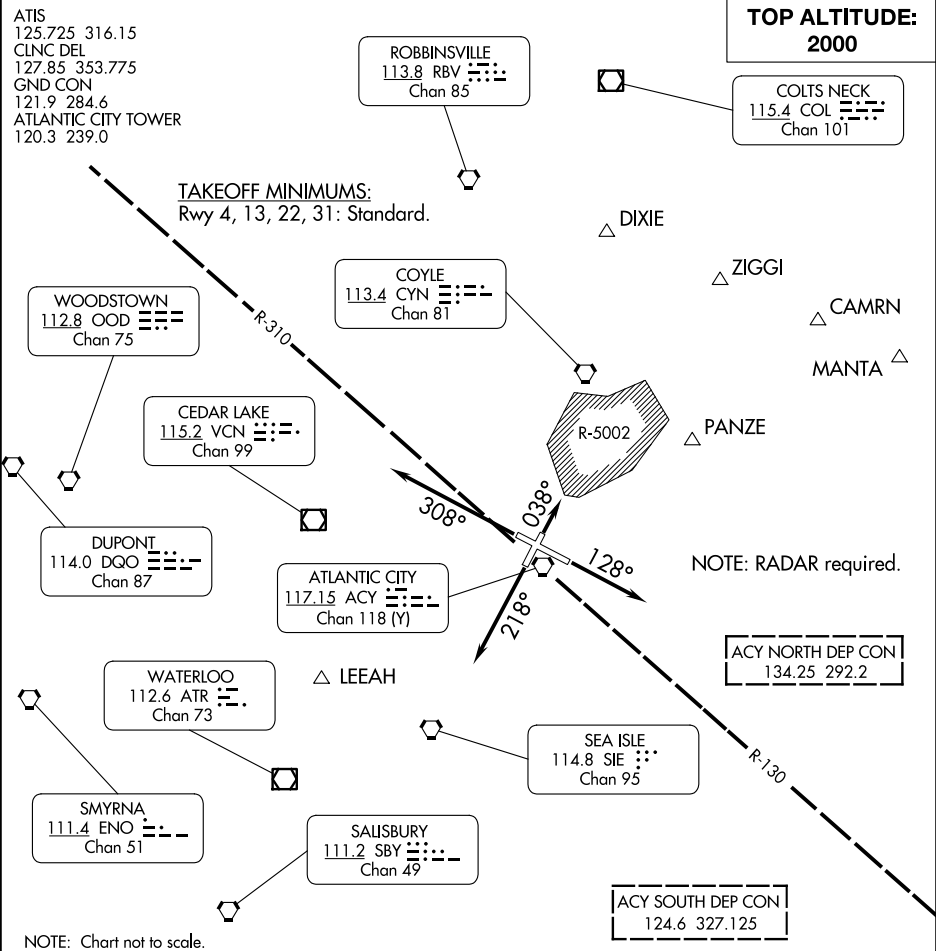 ATIS
125.725 316.15
CLNC DEL
127.85 353.775
GND CON
121.9 284.6
ATLANTIC CITY TOWER
120.3 239.0
TOP ALTITUDE:
2000
ROBBINSVILLE
113.8 RBV
Chan 85
COLTS NECK
115.4 COL
Chan 101
TAKEOFF MINIMUMS:
Rwy 4, 13, 22, 31: Standard.
DIXIE
ZIGGI
COYLE
113.4 CYN
Chan 81
CAMRN
WOODSTOWN
112.8 OOD
Chan 75
R-310
MANTA
CEDAR LAKE
115.2 VCN
Chan 99
R-5002
PANZE
308°
038°
DUPONT
114.0 DQO
Chan 87
128°
NOTE: RADAR required.
ATLANTIC CITY
117.15 ACY
Chan 118 (Y)
218°
ACY NORTH DEP CON
134.25 292.2
LEEAH
WATERLOO
112.6 ATR
Chan 73
SEA ISLE
114.8 SIE
Chan 95
R-130
SMYRNA
111.4 ENO
Chan 51
SALISBURY
111.2 SBY
Chan 49
ACY SOUTH DEP CON
124.6 327.125
NOTE: Chart not to scale.